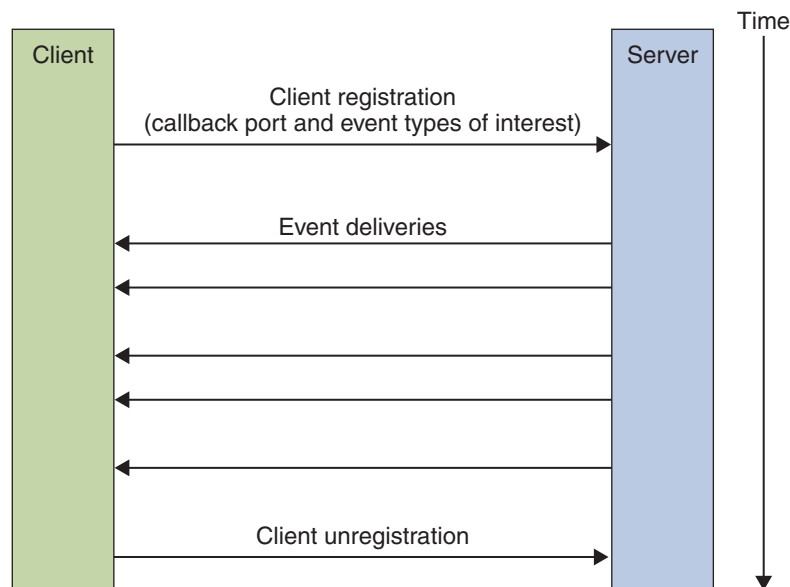 Time
Client
Server
Client registration
(callback port and event types of interest)
Event deliveries
Client unregistration